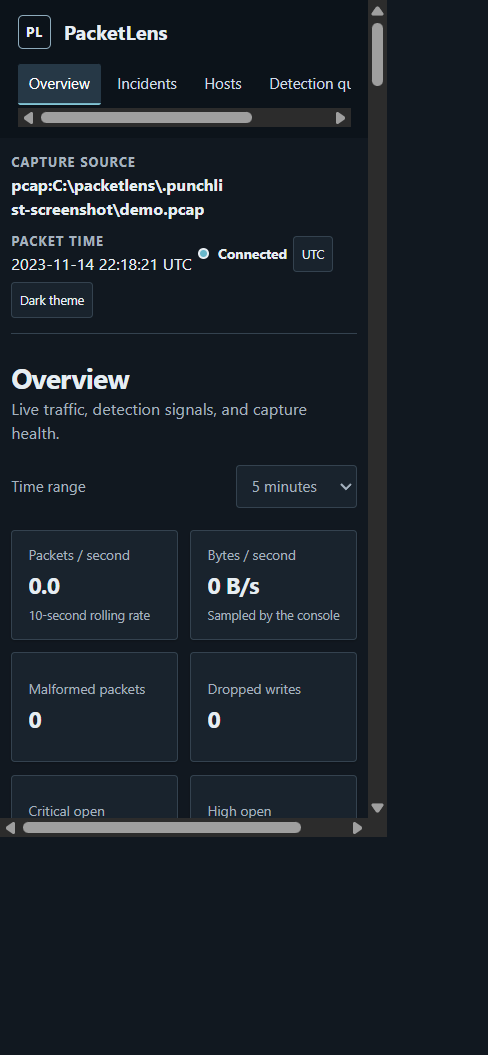 PL PacketLens
Overview Incidents Hosts Detection qu
CAPTURE SOURCE
pcap:C:\packetlens\.punchli
st-screenshot\demo.pcap
PACKET TIME
2023-11-14 22:18:21 UTC Connected UTC
Dark theme
Overview
Live traffic, detection signals, and capture
health.
Time range 5 minutes
Packets / second
0.0
10-second rolling rate
Bytes / second
0 B/s
Sampled by the console
Malformed packets
0
Dropped writes
0
Critical open
High open